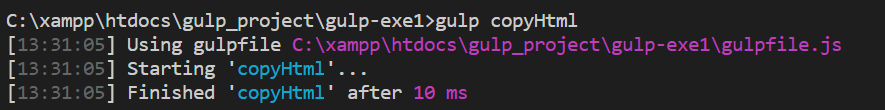 C:\xampp\htdocs\gulp_project\gulp-exe1>gulp copyHtml
[13:31:05] Using gulpfile C:\xampp\htdocs\gulp_project\gulp-exe1\gulpfile.js
[13:31:05] Starting 'copyHtml'...
[13:31:05] Finished 'copyHtml' after 10 ms